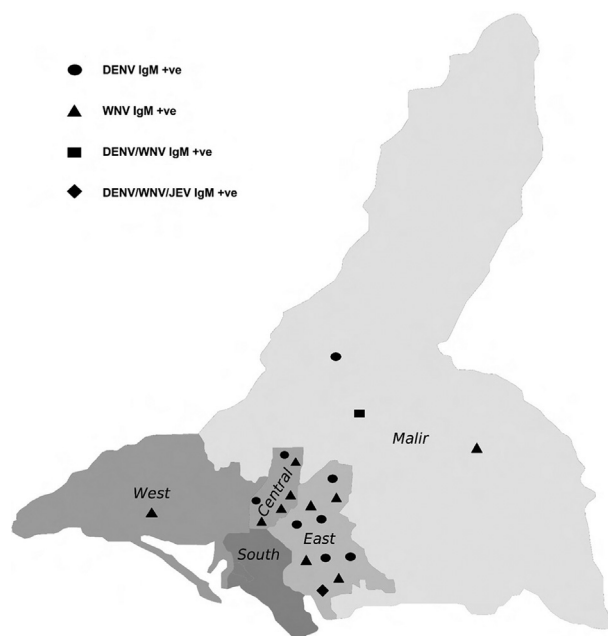 DENV IgM +ve
WNV IgM +ve
DENV/WNV IgM +ve
DENV/WNV/JEV IgM +ve
Malir
West
Central
East
South